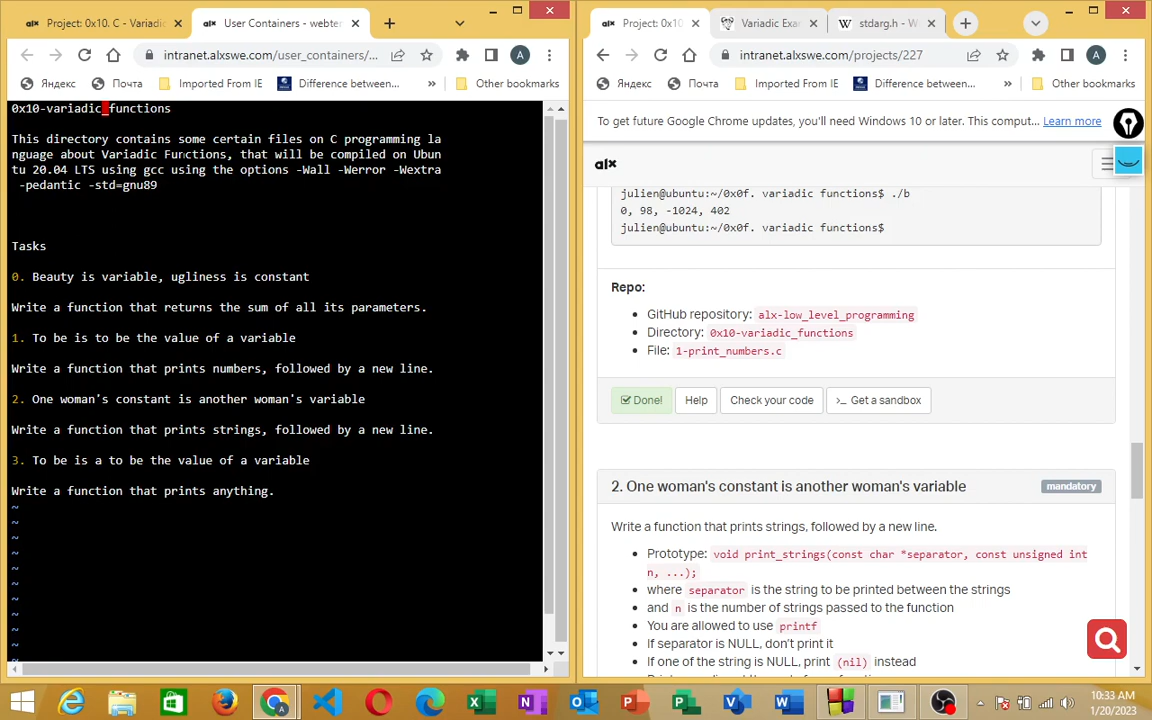 Project: 0x10. C - Variadic
User Containers - webter
intranet.alxswe.com/user_containers/...
A
Яндекс
Почта
Imported From IE
Difference between...
»
Other bookmarks
0x10-variadic_functions
This directory contains some certain files on C programming la
nguage about Variadic Functions, that will be compiled on Ubun
tu 20.04 LTS using gcc using the options -Wall -Werror -Wextra
-pedantic -std=gnu89
Tasks
0. Beauty is variable, ugliness is constant
Write a function that returns the sum of all its parameters.
1. To be is to be the value of a variable
Write a function that prints numbers, followed by a new line.
2. One woman's constant is another woman's variable
Write a function that prints strings, followed by a new line.
3. To be is a to be the value of a variable
Write a function that prints anything.
~
~
~
~
~
~
~
~
~
~
~
Project: 0x10
Variadic Exa
stdarg.h - W
intranet.alxswe.com/projects/227
A
Яндекс
Почта
Imported From IE
Difference between...
»
Other bookmarks
To get future Google Chrome updates, you'll need Windows 10 or later. This comput... Learn more
alx
julien@ubuntu:~/0x0f. variadic functions$ ./b
0, 98, -1024, 402
julien@ubuntu:~/0x0f. variadic functions$
Repo:
GitHub repository: alx-low_level_programming
Directory: 0x10-variadic_functions
File: 1-print_numbers.c
Done!
Help
Check your code
>_ Get a sandbox
2. One woman's constant is another woman's variable
mandatory
Write a function that prints strings, followed by a new line.
Prototype: void print_strings(const char *separator, const unsigned int
n, ...);
where separator is the string to be printed between the strings
and n is the number of strings passed to the function
You are allowed to use printf
If separator is NULL, don't print it
If one of the string is NULL, print (nil) instead
10:33 AM
1/20/2023